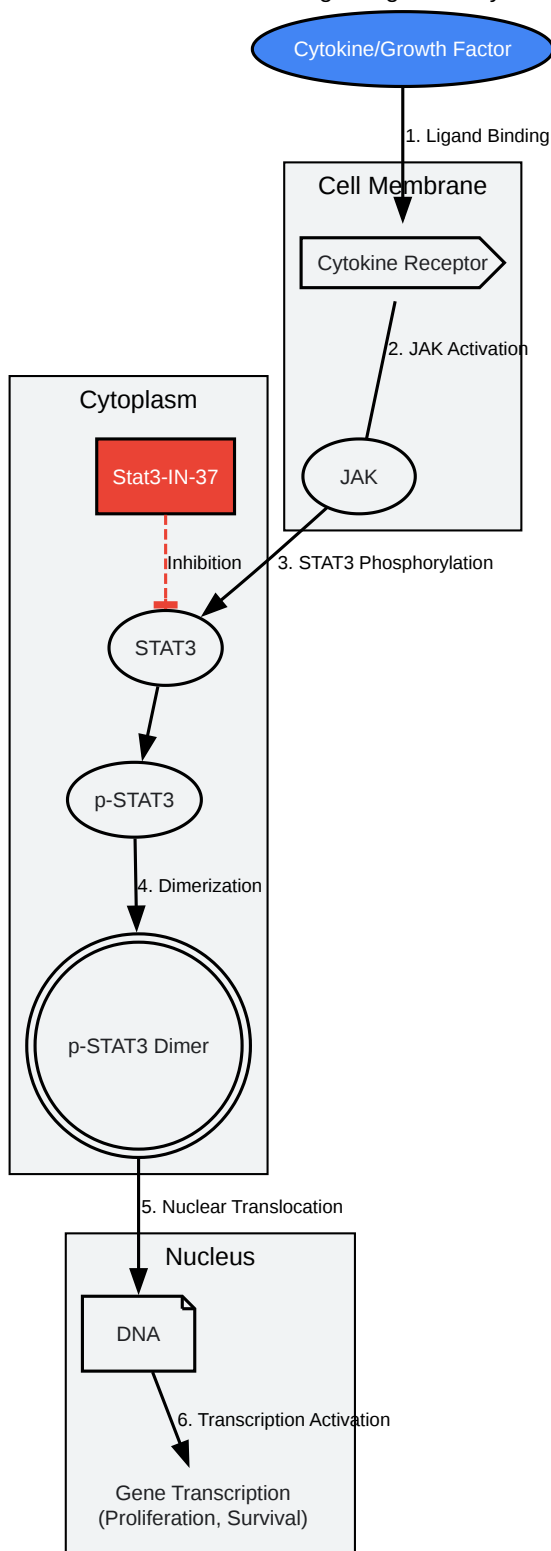 Cytokine/Growth Factor
1. Ligand Binding
Cell Membrane
Cytokine Receptor
2. JAK Activation
JAK
Cytoplasm
Stat3-IN-37
Inhibition
3. STAT3 Phosphorylation
STAT3
p-STAT3
4. Dimerization
p-STAT3 Dimer
5. Nuclear Translocation
Nucleus
DNA
6. Transcription Activation
Gene Transcription
(Proliferation, Survival)